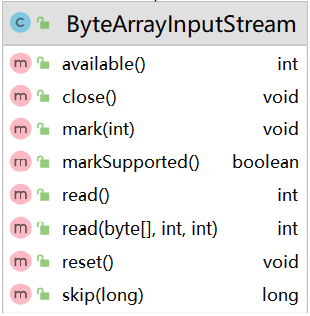 C ByteArrayInputStream
m available() int
m close() void
m mark(int) void
m markSupported() boolean
m read() int
m read(byte[], int, int) int
m reset() void
m skip(long) long